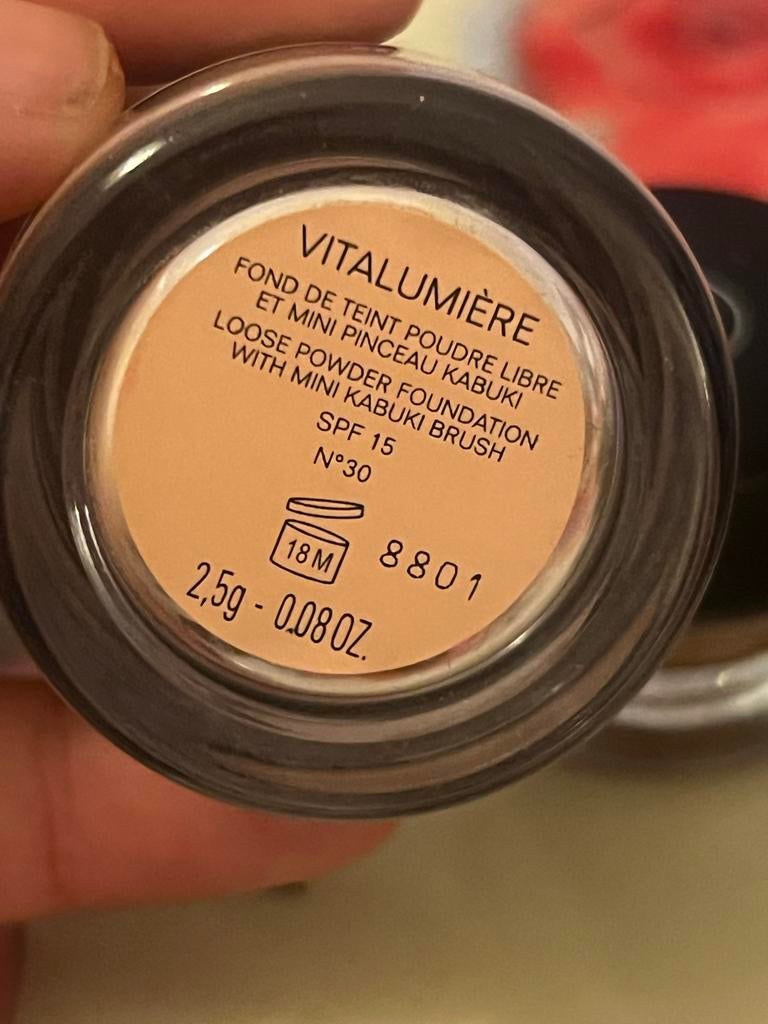 VITALUMIÈRE
FOND DE TEINT POUDRE LIBRE
ET MINI PINCEAU KABUKI
LOOSE POWDER FOUNDATION
WITH MINI KABUKI BRUSH
SPF 15
N°30
18M 8801
2,5g - 0.08 OZ.